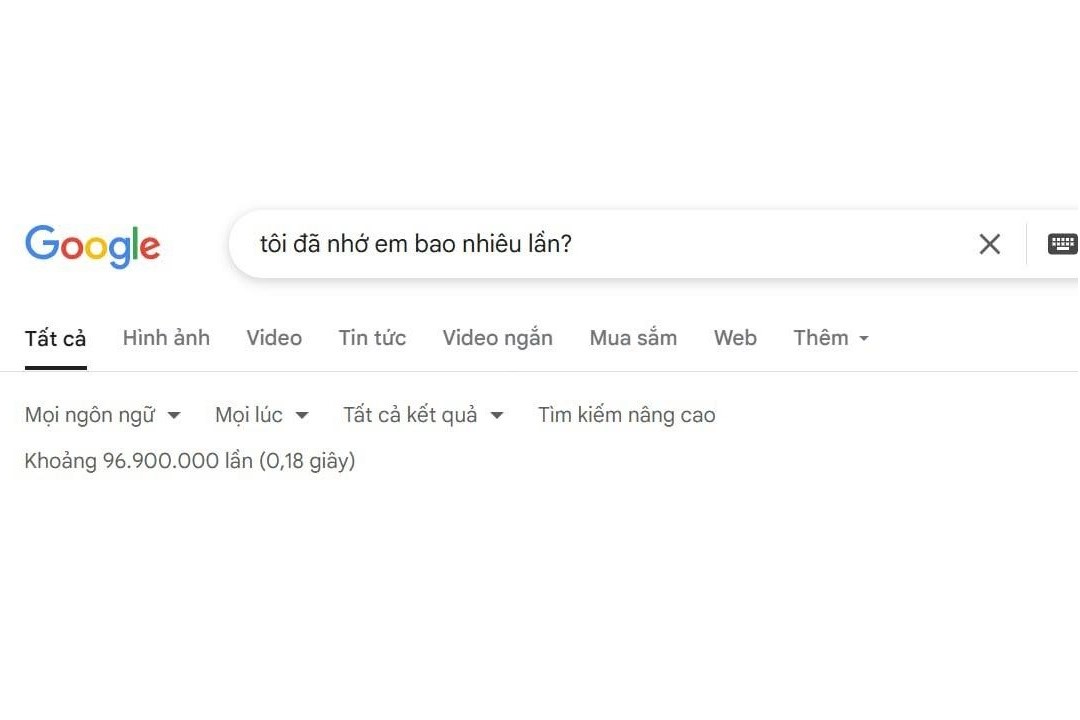 Google tôi đã nhớ em bao nhiêu lần?
Tất cả Hình ảnh Video Tin tức Video ngắn Mua sắm Web Thêm
Mọi ngôn ngữ Mọi lúc Tất cả kết quả Tìm kiếm nâng cao
Khoảng 96.900.000 lần (0,18 giây)